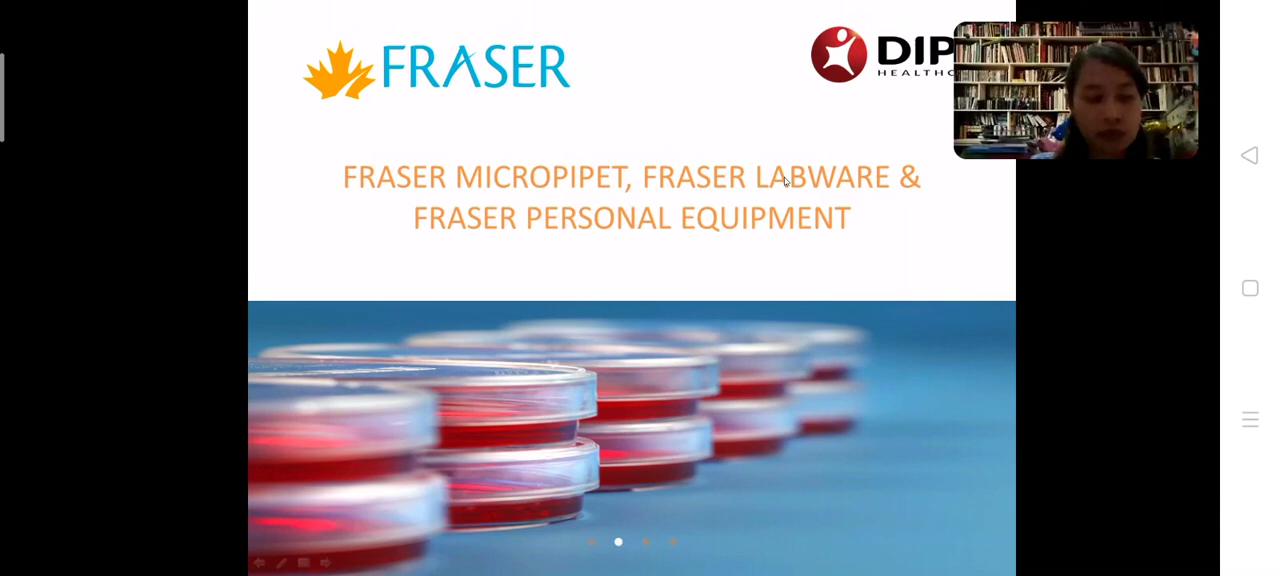 FRASER
DIP
HEALTHC
FRASER MICROPIPET, FRASER LABWARE &
FRASER PERSONAL EQUIPMENT